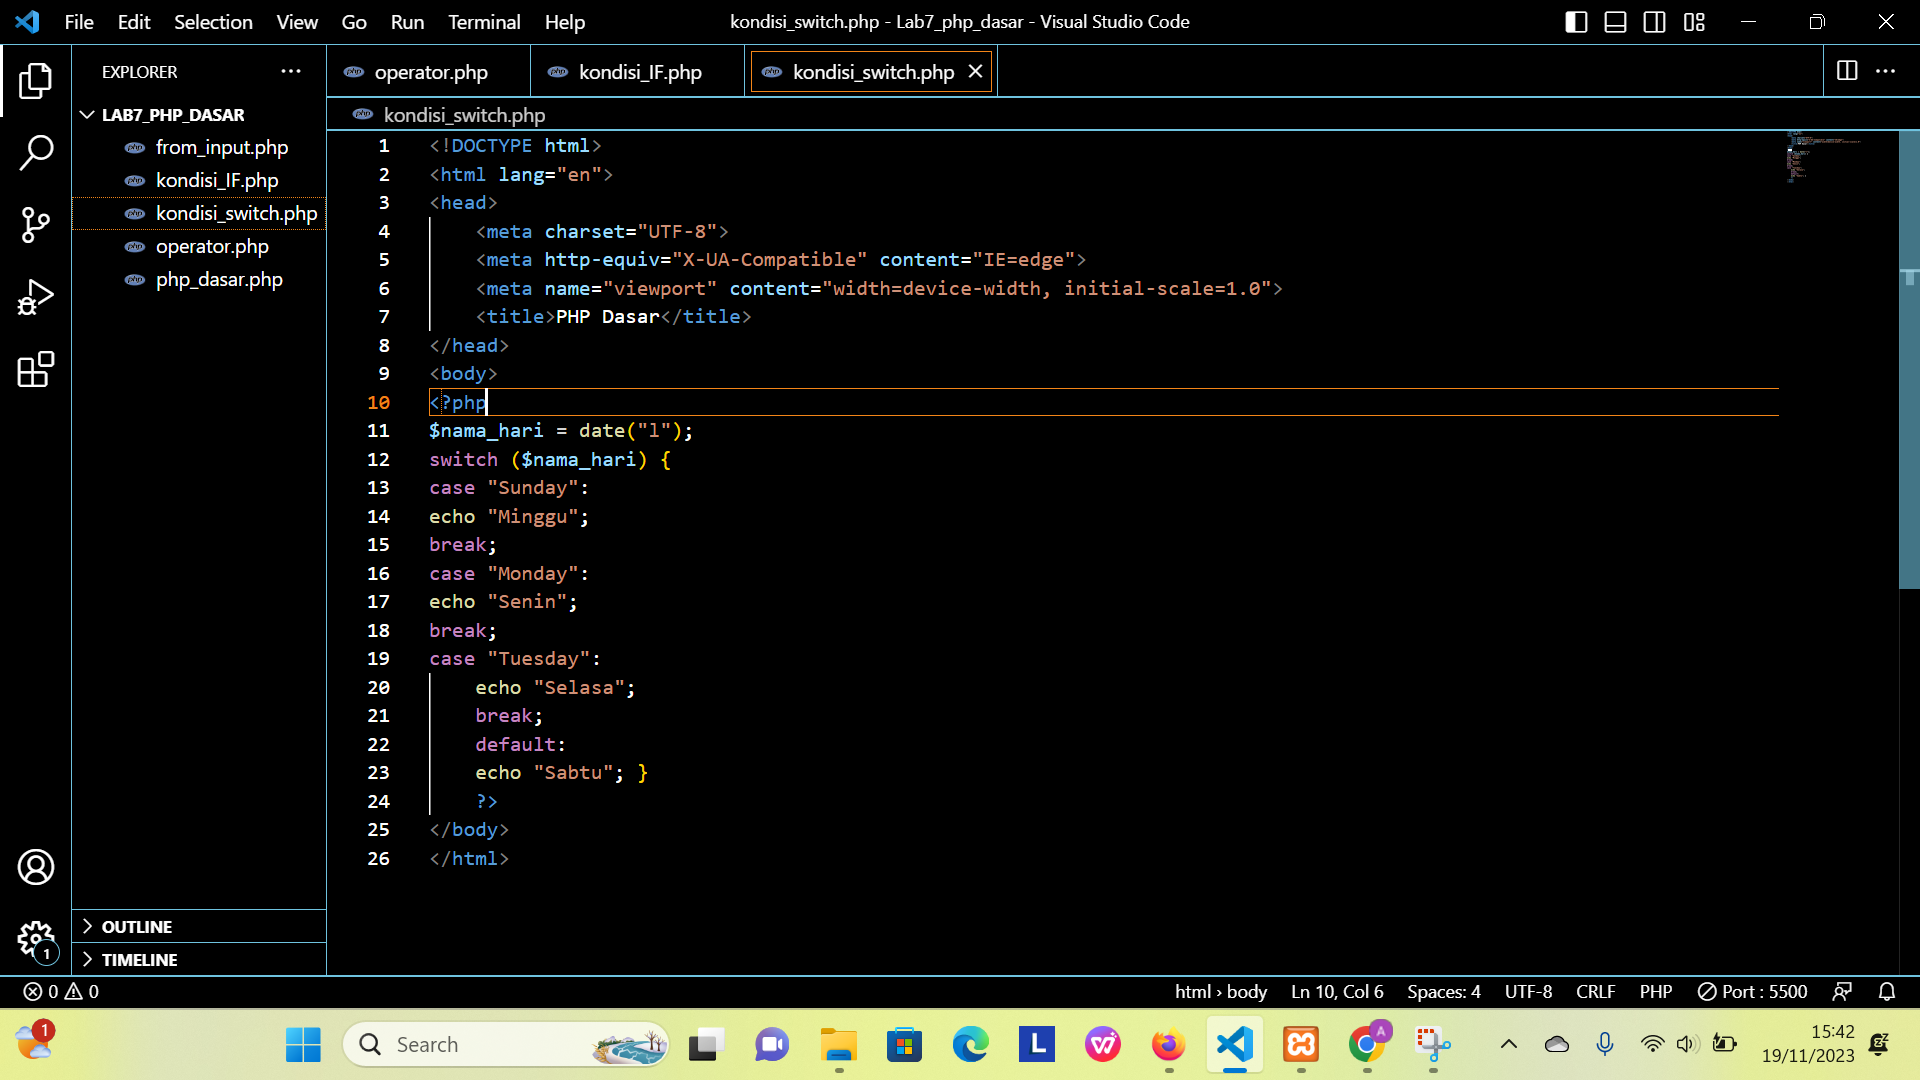 File Edit Selection View Go Run Terminal Help
kondisi_switch.php - Lab7_php_dasar - Visual Studio Code
EXPLORER
LAB7_PHP_DASAR
from_input.php
kondisi_IF.php
kondisi_switch.php
operator.php
php_dasar.php
OUTLINE
TIMELINE
operator.php
kondisi_IF.php
kondisi_switch.php
kondisi_switch.php
1 <!DOCTYPE html>
2 <html lang="en">
3 <head>
4 <meta charset="UTF-8">
5 <meta http-equiv="X-UA-Compatible" content="IE=edge">
6 <meta name="viewport" content="width=device-width, initial-scale=1.0">
7 <title>PHP Dasar</title>
8 </head>
9 <body>
10 <?php
11 $nama_hari = date("l");
12 switch ($nama_hari) {
13 case "Sunday":
14 echo "Minggu";
15 break;
16 case "Monday":
17 echo "Senin";
18 break;
19 case "Tuesday":
20 echo "Selasa";
21 break;
22 default:
23 echo "Sabtu"; }
24 ?>
25 </body>
26 </html>
1
0 0
html › body
Ln 10, Col 6
Spaces: 4
UTF-8
CRLF
PHP
Port : 5500
1
Search
L
A
15:42
19/11/2023